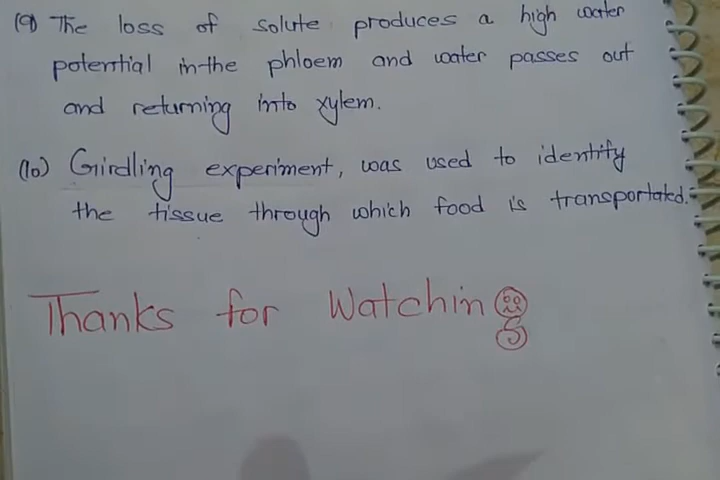 (9) The loss of solute produces a high water
potential in-the phloem and water passes out
and returning into xylem.
(10) Girdling experiment, was used to identify
the tissue through which food is transportated.
Thanks for Watching